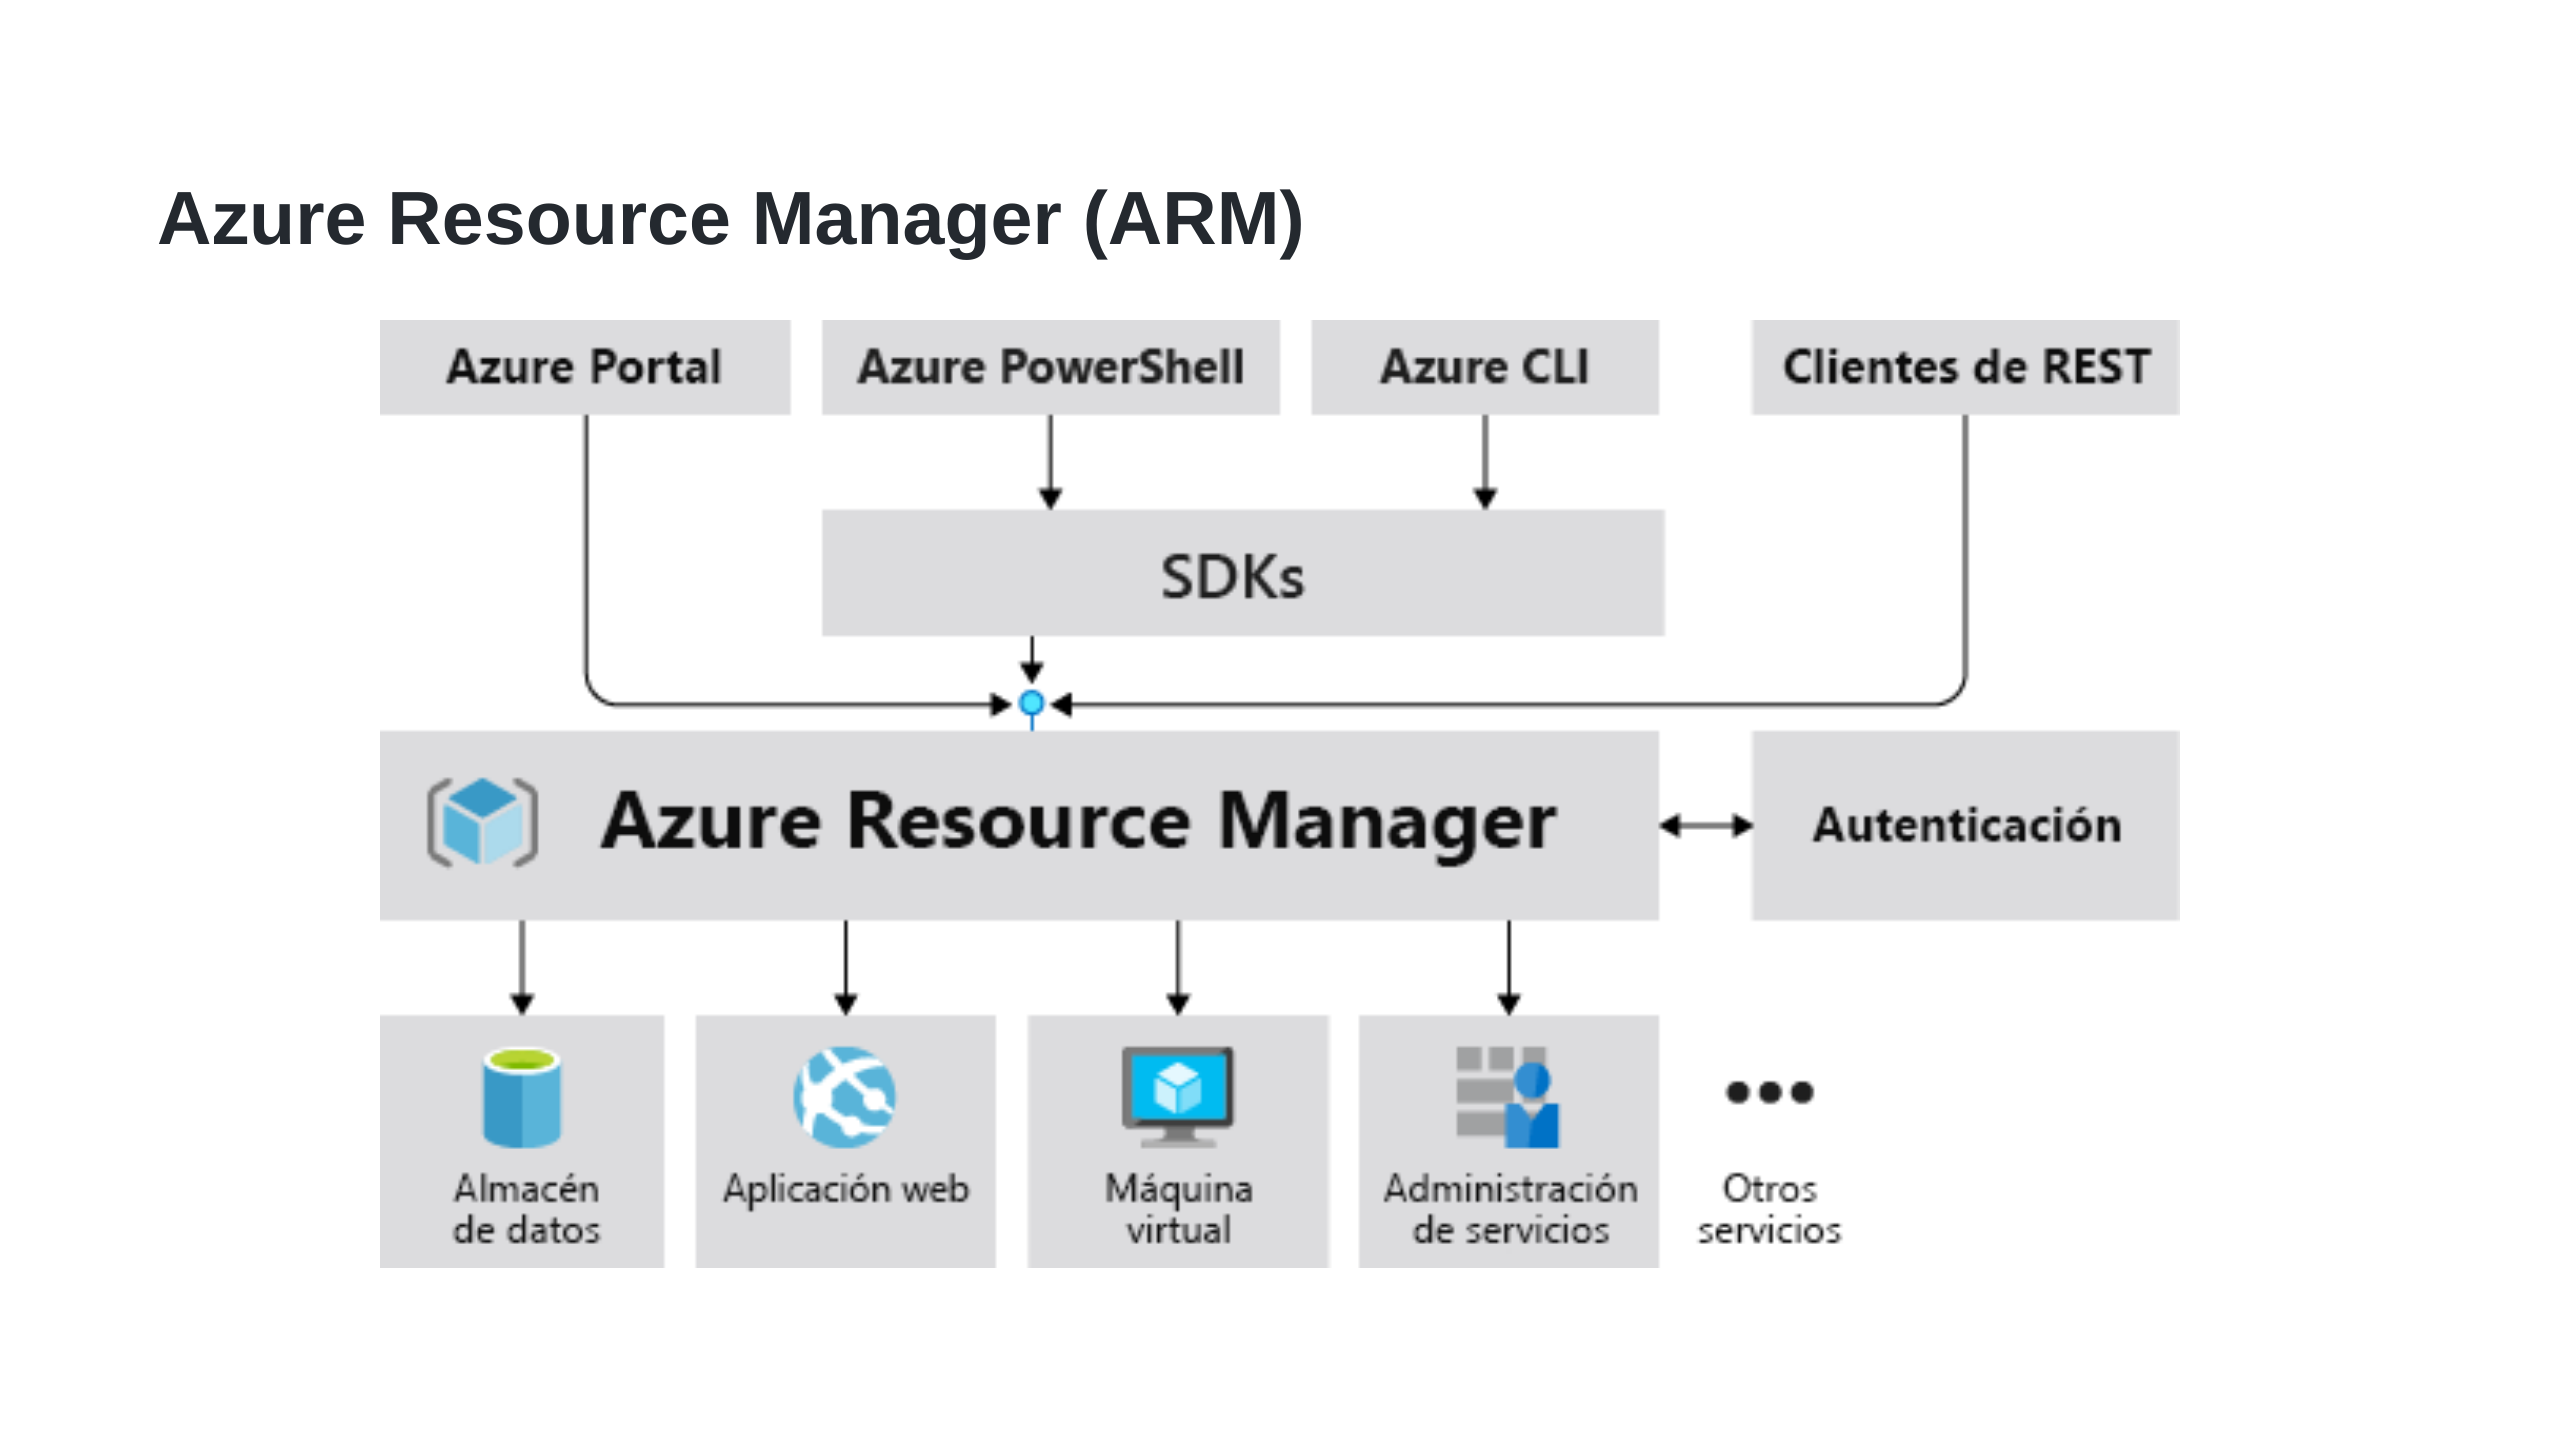 Azure Resource Manager (ARM)
Azure Portal
Azure PowerShell
Azure CLI
Clientes de REST
SDKs
Azure Resource Manager
Autenticación
Almacén
de datos
Aplicación web
Máquina
virtual
Administración
de servicios
Otros
servicios